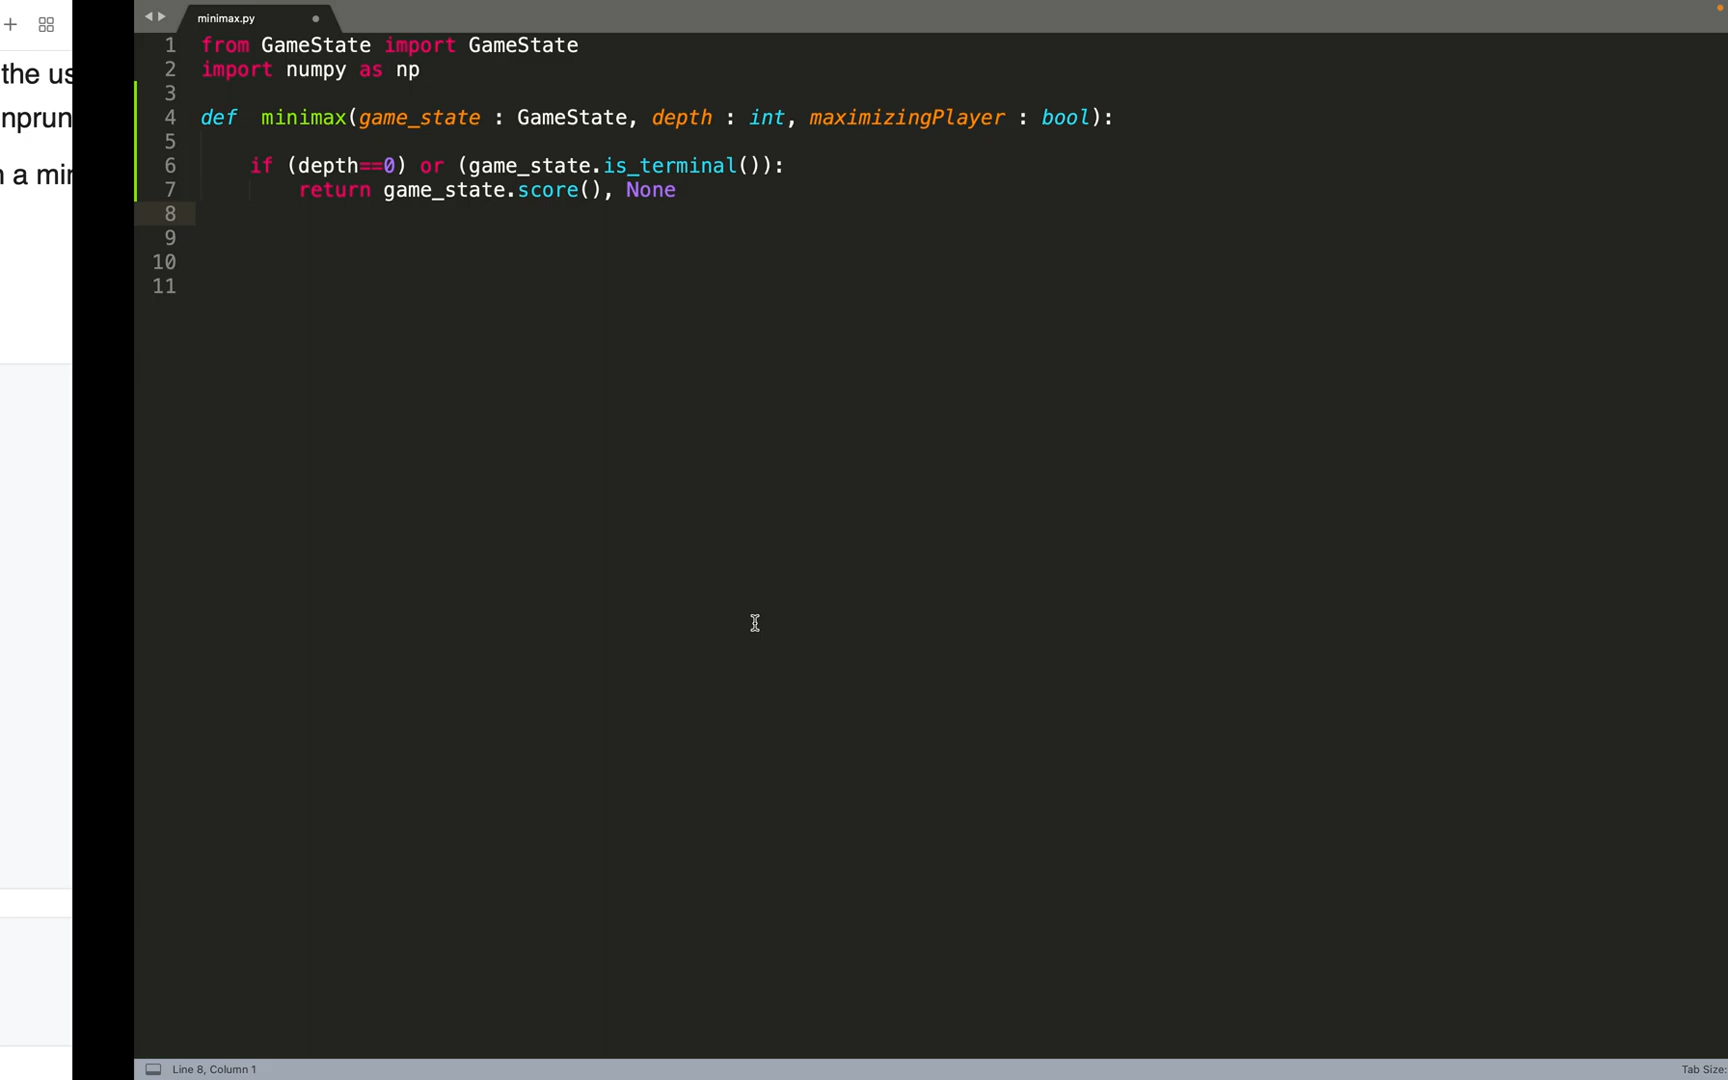 minimax.py
the us
nprun
a mir
1 from GameState import GameState
2 import numpy as np
3
4 def  minimax(game_state : GameState, depth : int, maximizingPlayer : bool):
5
6     if (depth==0) or (game_state.is_terminal()):
7         return game_state.score(), None
8
9
10
11
Line 8, Column 1
Tab Size: